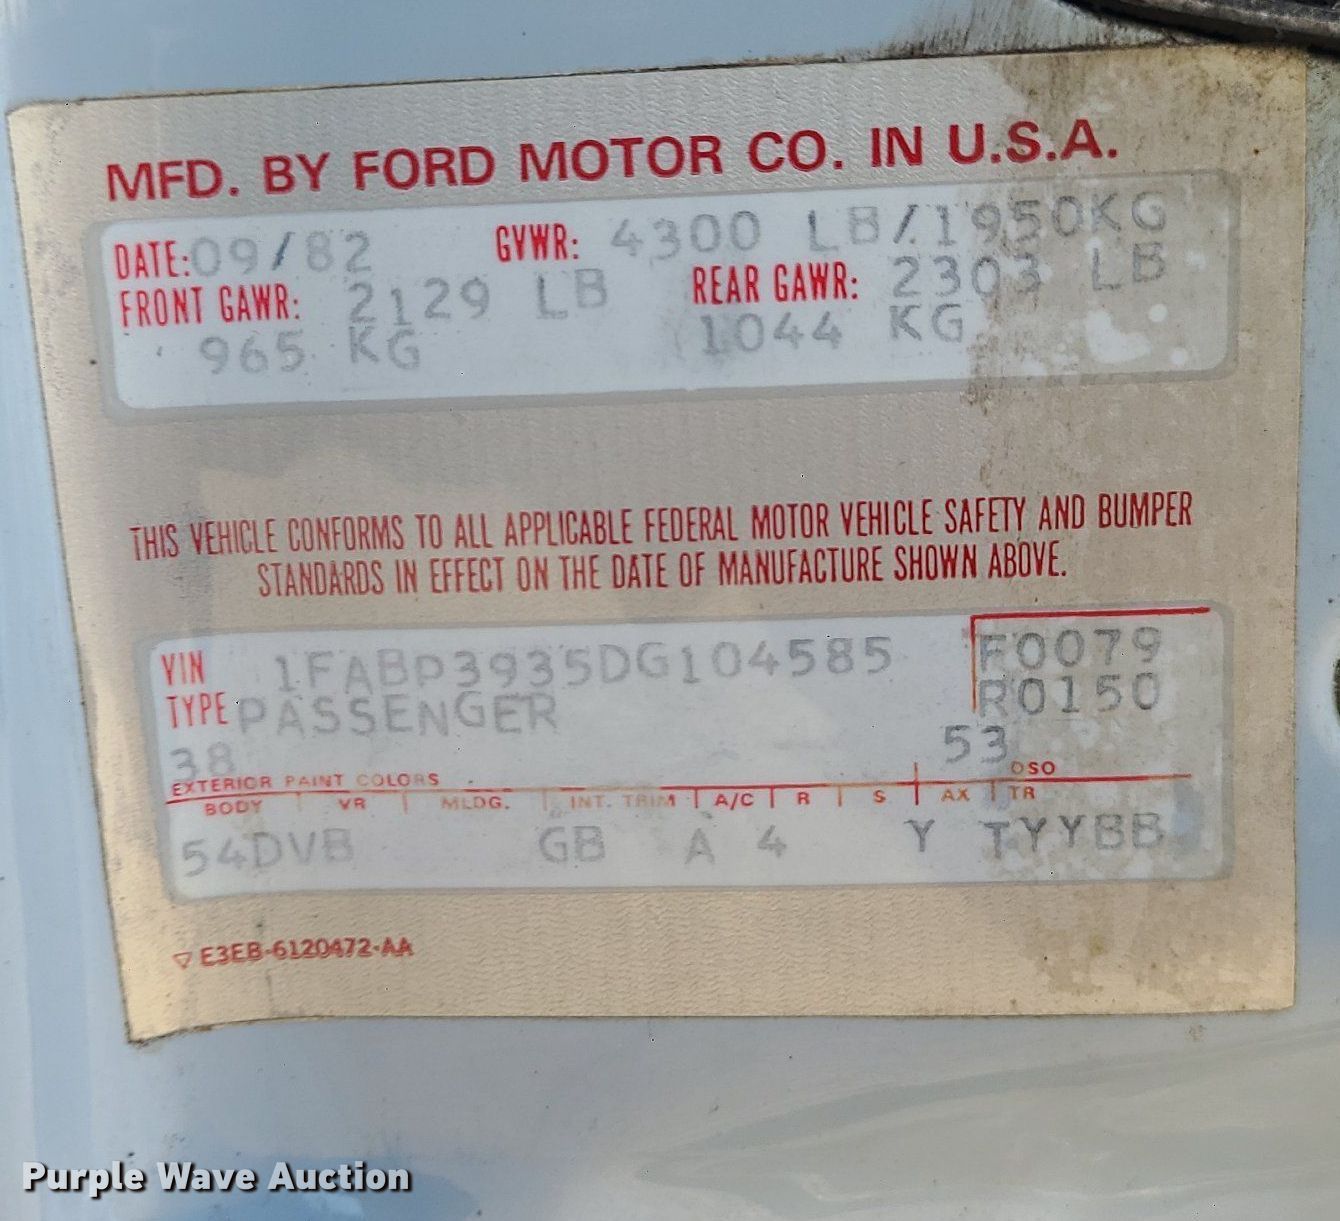 MFD. BY FORD MOTOR CO. IN U.S.A.
DATE: 09/82 GVWR: 4300 LB/1950KG
FRONT GAWR: 2129 LB REAR GAWR: 2303 LB
965 KG 1044 KG
THIS VEHICLE CONFORMS TO ALL APPLICABLE FEDERAL MOTOR VEHICLE SAFETY AND BUMPER
STANDARDS IN EFFECT ON THE DATE OF MANUFACTURE SHOWN ABOVE.
VIN 1FABP3935DG104585 F0079
TYPE PASSENGER R0150
38 53
EXTERIOR PAINT COLORS DSO
BODY VR MLDG. INT. TRIM A/C R S AX TR
54DVB GB A 4 Y TYYBB
▽ E3EB-6120472-AA
Purple Wave Auction